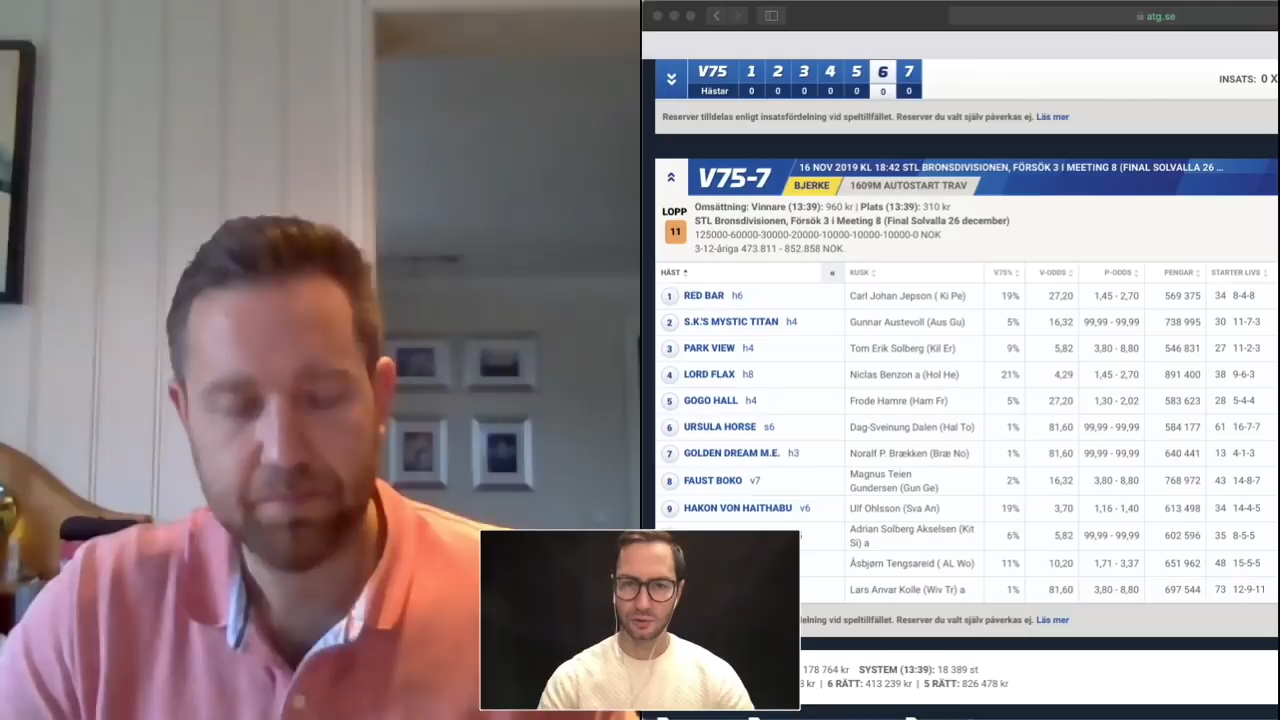 atg.se
V75 1 2 3 4 5 6 7
Hästar 0 0 0 0 0 0 0
INSATS: 0 X
Reserver tilldelas enligt insatsfördelning vid speltillfället. Reserver du valt själv påverkas ej. Läs mer
V75-7
16 NOV 2019 KL 18:42 STL BRONSDIVISIONEN, FÖRSÖK 3 I MEETING 8 (FINAL SOLVALLA 26 ...
BJERKE 1609M AUTOSTART TRAV
LOPP
11
Omsättning: Vinnare (13:39): 960 kr | Plats (13:39): 310 kr
STL Bronsdivisionen, Försök 3 i Meeting 8 (Final Solvalla 26 december)
125000-60000-30000-20000-10000-10000-10000-0 NOK
3-12-åriga 473.811 - 852.858 NOK.
HÄST « KUSK V75% V-ODDS P-ODDS PENGAR STARTER LIVS
1 RED BAR h6 Carl Johan Jepson ( Ki Pe) 19% 27,20 1,45 - 2,70 569 375 34 8-4-8
2 S.K.'S MYSTIC TITAN h4 Gunnar Austevoll (Aus Gu) 5% 16,32 99,99 - 99,99 738 995 30 11-7-3
3 PARK VIEW h4 Tom Erik Solberg (Kil Er) 9% 5,82 3,80 - 8,80 546 831 27 11-2-3
4 LORD FLAX h8 Niclas Benzon a (Hol He) 21% 4,29 1,45 - 2,70 891 400 38 9-6-3
5 GOGO HALL h4 Frode Hamre (Ham Fr) 5% 27,20 1,30 - 2,02 583 623 28 5-4-4
6 URSULA HORSE s6 Dag-Sveinung Dalen (Hal To) 1% 81,60 99,99 - 99,99 584 177 61 16-7-7
7 GOLDEN DREAM M.E. h3 Noralf P. Brækken (Bræ No) 1% 81,60 99,99 - 99,99 640 441 13 4-1-3
8 FAUST BOKO v7 Magnus Teien Gundersen (Gun Ge) 2% 16,32 3,80 - 8,80 768 972 43 14-8-7
9 HAKON VON HAITHABU v6 Ulf Ohlsson (Sva An) 19% 3,70 1,16 - 1,40 613 498 34 14-4-5
Adrian Solberg Akselsen (Kit Si) a 6% 5,82 99,99 - 99,99 602 596 35 8-5-5
Åsbjørn Tengsareid ( AL Wo) 11% 10,20 1,71 - 3,37 651 962 48 15-5-5
Lars Anvar Kolle (Wiv Tr) a 1% 81,60 3,80 - 8,80 697 544 73 12-9-11
elning vid speltillfället. Reserver du valt själv påverkas ej. Läs mer
178 764 kr SYSTEM (13:39): 18 389 st
kr | 6 RÄTT: 413 239 kr | 5 RÄTT: 826 478 kr